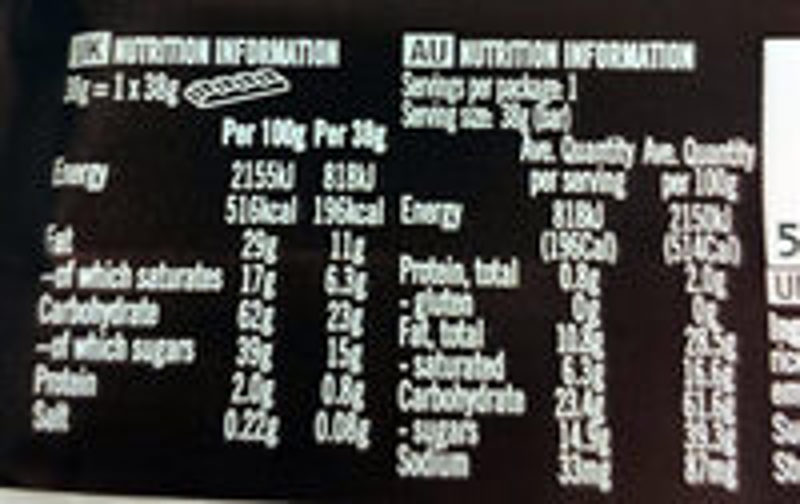 UK NUTRITION INFORMATION
38g = 1 x 38g
Per 100g Per 38g
Energy 2155kJ 818kJ
516kcal 196kcal
Fat 29g 11g
-of which saturates 17g 6.3g
Carbohydrate 62g 23g
-of which sugars 39g 15g
Protein 2.0g 0.8g
Salt 0.22g 0.08g
AU NUTRITION INFORMATION
Servings per package: 1
Serving size: 38g (bar)
Ave. Quantity Ave. Quantity
per serving per 100g
Energy 818kJ 2150kJ
(196Cal) (514Cal)
Protein, total 0.8g 2.0g
- gluten 0g 0g
Fat, total 10.8g 28.5g
- saturated 6.3g 16.6g
Carbohydrate 23.4g 61.6g
- sugars 14.9g
Sodium 33mg 87mg
5